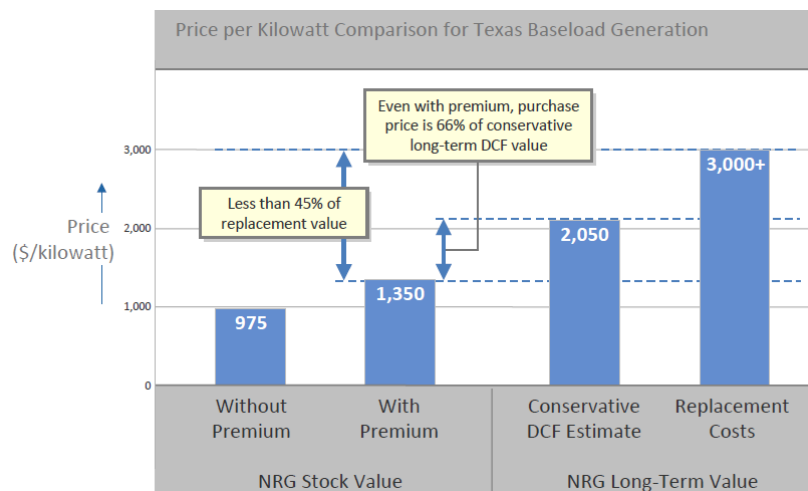 Price per Kilowatt Comparison for Texas Baseload Generation
Even with premium, purchase
price is 66% of conservative
long-term DCF value
Less than 45% of
replacement value
Price
($/kilowatt)
3,000
2,000
1,000
0
975
1,350
2,050
3,000+
Without
Premium
With
Premium
Conservative
DCF Estimate
Replacement
Costs
NRG Stock Value
NRG Long-Term Value